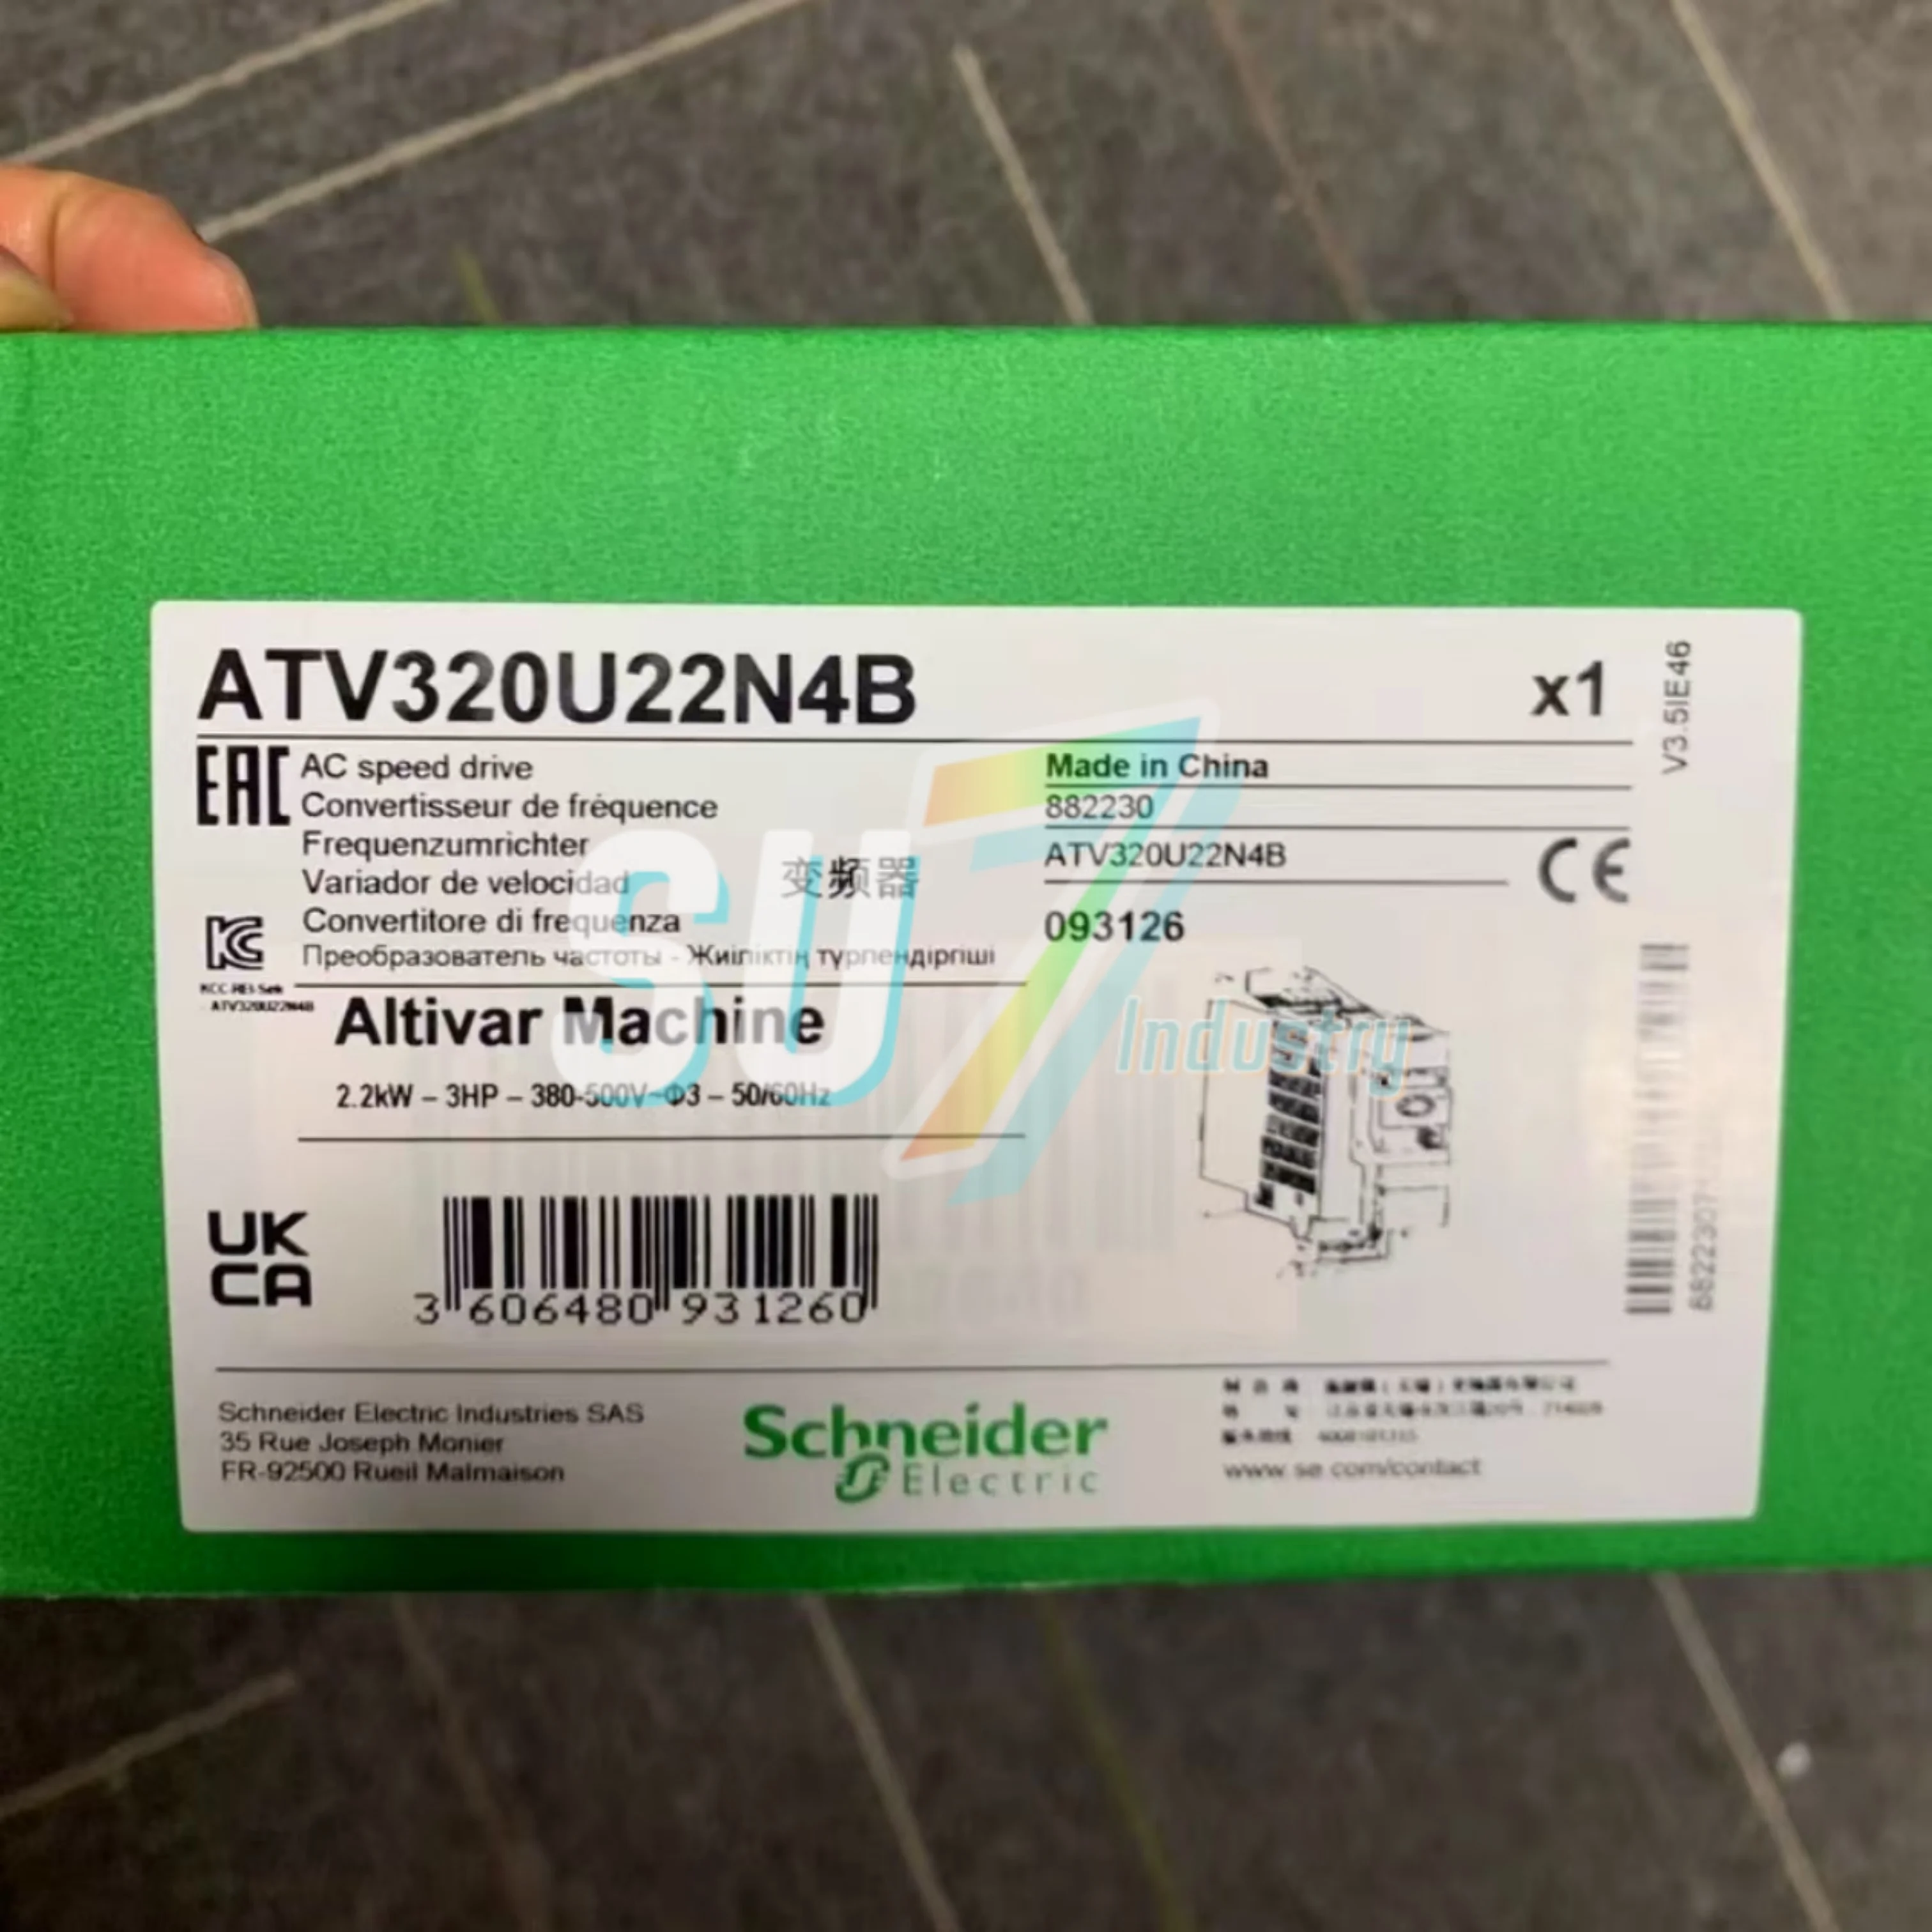 ATV320U22N4B
x1
V3.5IE46
EAC
AC speed drive
Convertisseur de fréquence
Frequenzumrichter
Variador de velocidad
变频器
Convertitore di frequenza
Преобразователь частоты - Жиіліктің түрлендіргіші
Made in China
882230
ATV320U22N4B
CE
093126
ATV320U22N4B
Altivar Machine
2.2kW – 3HP – 380-500V~Φ3 – 50/60Hz
SU7
Industry
UK
CA
3 606480 931260
Schneider Electric Industries SAS
35 Rue Joseph Monier
FR-92500 Rueil Malmaison
Schneider
Electric
www.se.com/contact